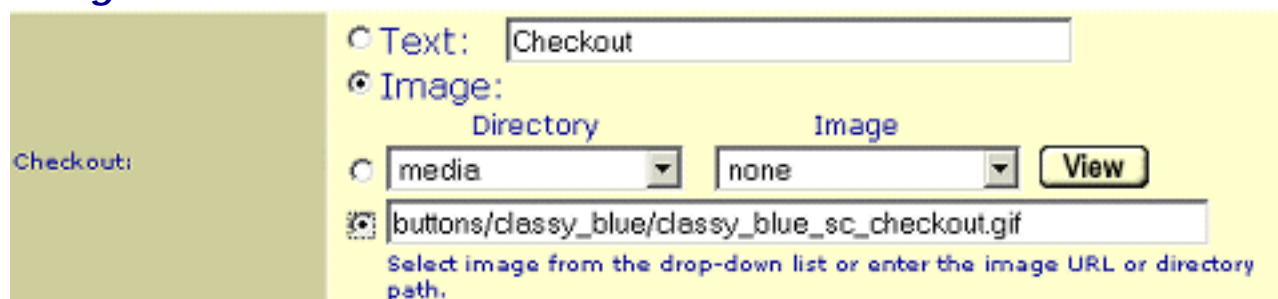 Text: Checkout
Image:
Directory Image
Checkout:
media none View
buttons/classy_blue/classy_blue_sc_checkout.gif
Select image from the drop-down list or enter the image URL or directory
path.